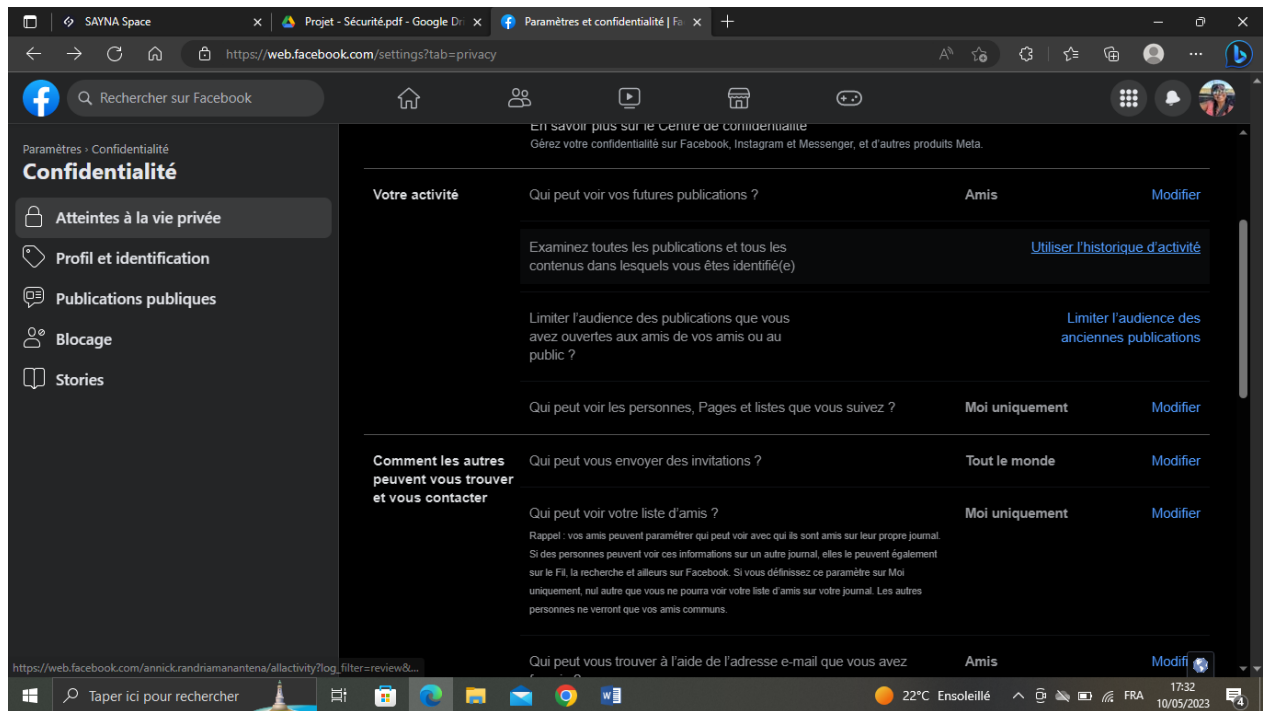 SAYNA Space
Projet - Sécurité.pdf - Google Dri
Paramètres et confidentialité | Fa
https://web.facebook.com/settings?tab=privacy
Rechercher sur Facebook
Paramètres › Confidentialité
Confidentialité
Atteintes à la vie privée
Profil et identification
Publications publiques
Blocage
Stories
En savoir plus sur le Centre de confidentialité
Gérez votre confidentialité sur Facebook, Instagram et Messenger, et d'autres produits Meta.
Votre activité
Qui peut voir vos futures publications ?
Amis
Modifier
Examinez toutes les publications et tous les
contenus dans lesquels vous êtes identifié(e)
Utiliser l'historique d'activité
Limiter l'audience des publications que vous
avez ouvertes aux amis de vos amis ou au
public ?
Limiter l'audience des
anciennes publications
Qui peut voir les personnes, Pages et listes que vous suivez ?
Moi uniquement
Modifier
Comment les autres
peuvent vous trouver
et vous contacter
Qui peut vous envoyer des invitations ?
Tout le monde
Modifier
Qui peut voir votre liste d'amis ?
Moi uniquement
Modifier
Rappel : vos amis peuvent paramétrer qui peut voir avec qui ils sont amis sur leur propre journal.
Si des personnes peuvent voir ces informations sur un autre journal, elles le peuvent également
sur le Fil, la recherche et ailleurs sur Facebook. Si vous définissez ce paramètre sur Moi
uniquement, nul autre que vous ne pourra voir votre liste d'amis sur votre journal. Les autres
personnes ne verront que vos amis communs.
Qui peut vous trouver à l'aide de l'adresse e-mail que vous avez
Amis
Modifi
https://web.facebook.com/annick.randriamanantena/allactivity?log_filter=review&...
Taper ici pour rechercher
22°C Ensoleillé
FRA
17:32
10/05/2023
4